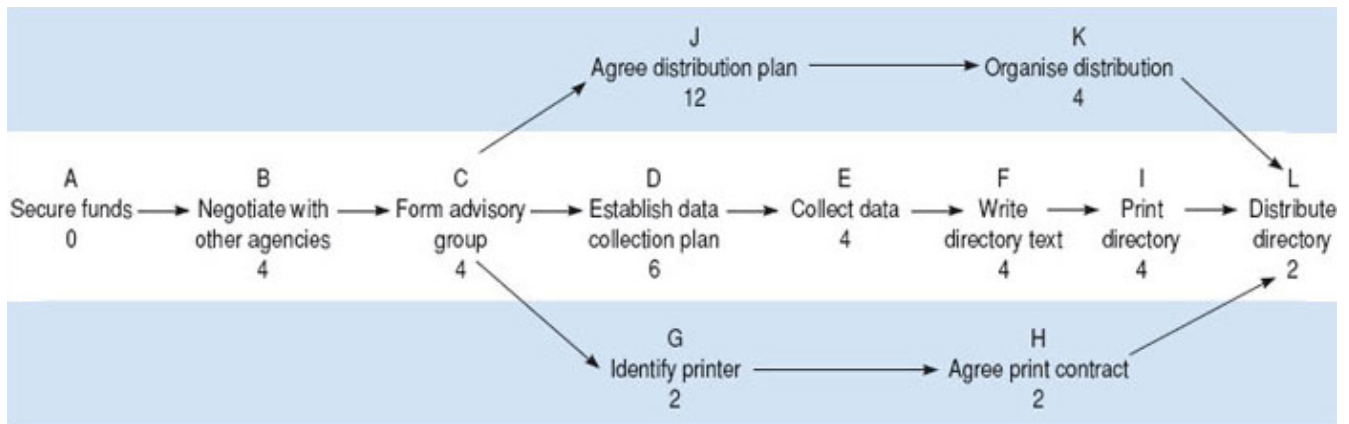 J
Agree distribution plan
12
K
Organise distribution
4
A
Secure funds
0
B
Negotiate with
other agencies
4
C
Form advisory
group
4
D
Establish data
collection plan
6
E
Collect data
4
F
Write
directory text
4
I
Print
directory
4
L
Distribute
directory
2
G
Identify printer
2
H
Agree print contract
2